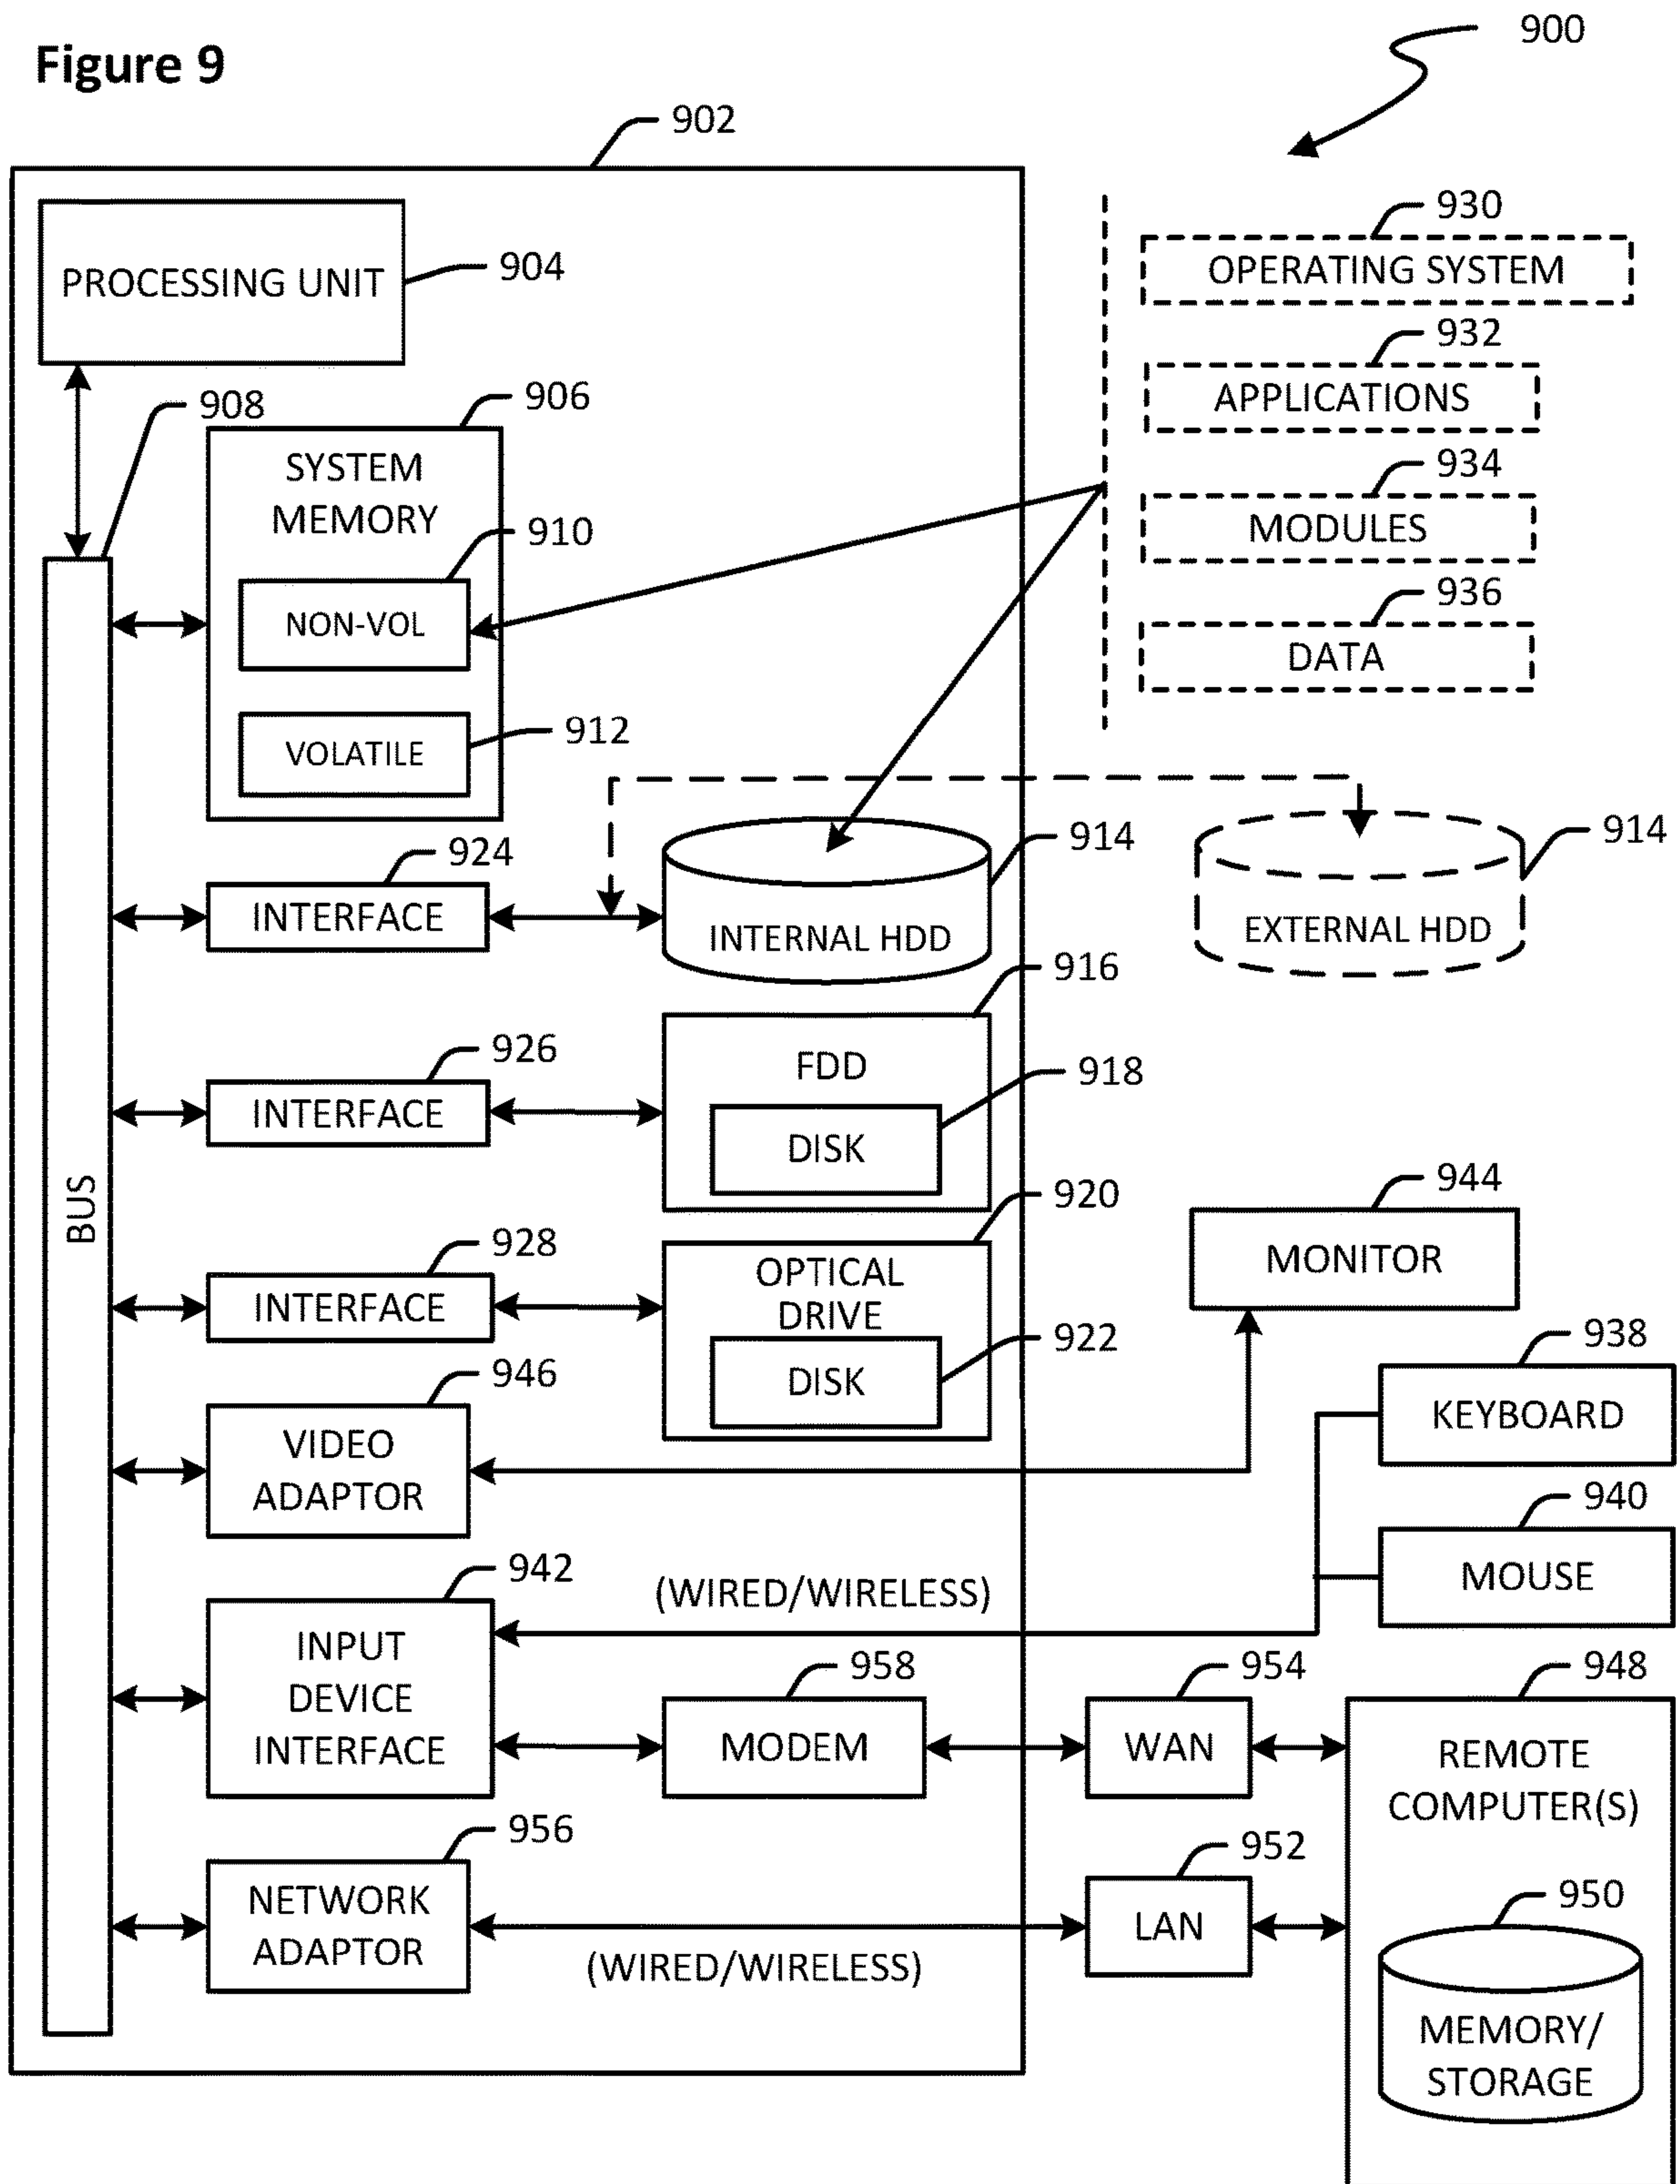 Figure 9
900
902
PROCESSING UNIT
904
930
OPERATING SYSTEM
932
APPLICATIONS
934
MODULES
936
DATA
908
906
SYSTEM
MEMORY
910
NON-VOL
912
VOLATILE
924
INTERFACE
914
INTERNAL HDD
914
EXTERNAL HDD
916
FDD
918
DISK
926
INTERFACE
BUS
920
OPTICAL
DRIVE
922
DISK
928
INTERFACE
944
MONITOR
946
VIDEO
ADAPTOR
938
KEYBOARD
940
MOUSE
942
INPUT
DEVICE
INTERFACE
(WIRED/WIRELESS)
958
MODEM
954
WAN
948
REMOTE
COMPUTER(S)
956
NETWORK
ADAPTOR
(WIRED/WIRELESS)
952
LAN
950
MEMORY/
STORAGE